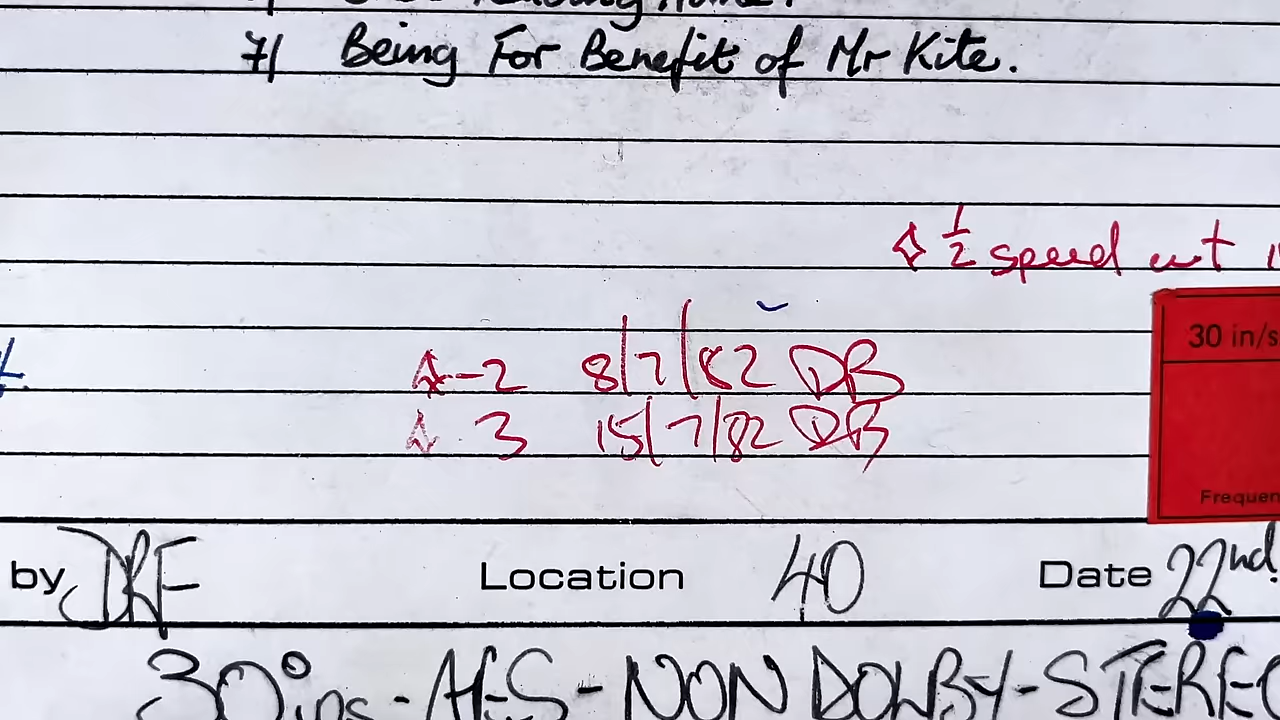 7/ Being For Benefit of Mr Kite.
½ speed cut
30 in/s
-2 8/7/82 DB
3 15/7/82 DB
Frequen
by DRF Location 40 Date 22nd.
30 ips - AES - NON DOLBY - STEREO